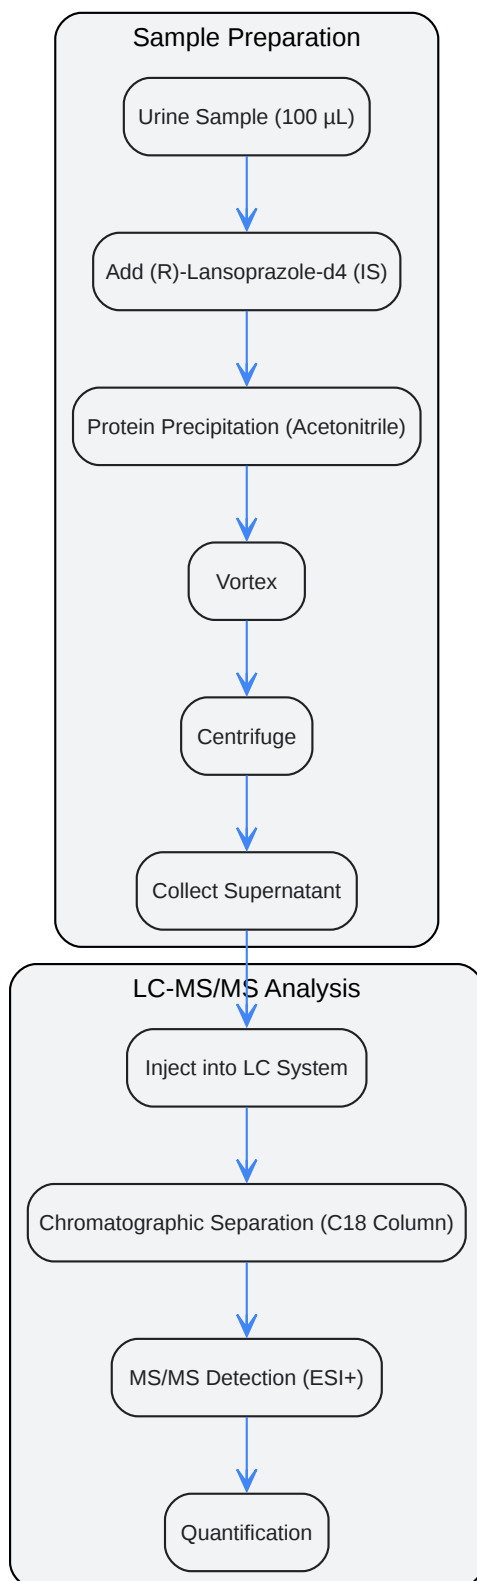 Sample Preparation
Urine Sample (100 µL)
Add (R)-Lansoprazole-d4 (IS)
Protein Precipitation (Acetonitrile)
Vortex
Centrifuge
Collect Supernatant
LC-MS/MS Analysis
Inject into LC System
Chromatographic Separation (C18 Column)
MS/MS Detection (ESI+)
Quantification